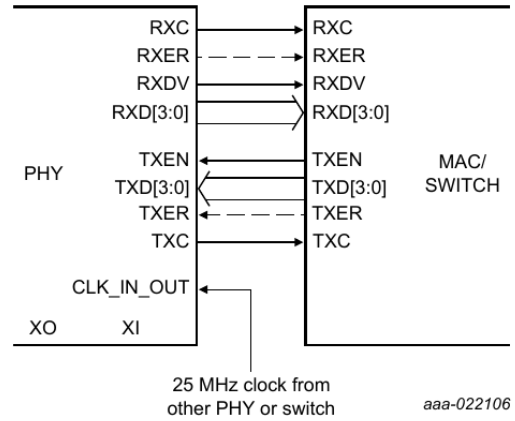 RXC RXC
RXER RXER
RXDV RXDV
RXD[3:0] RXD[3:0]
TXEN TXEN
PHY MAC/
TXD[3:0] TXD[3:0] SWITCH
TXER TXER
TXC TXC
CLK_IN_OUT
XO XI
25 MHz clock from
other PHY or switch
aaa-022106